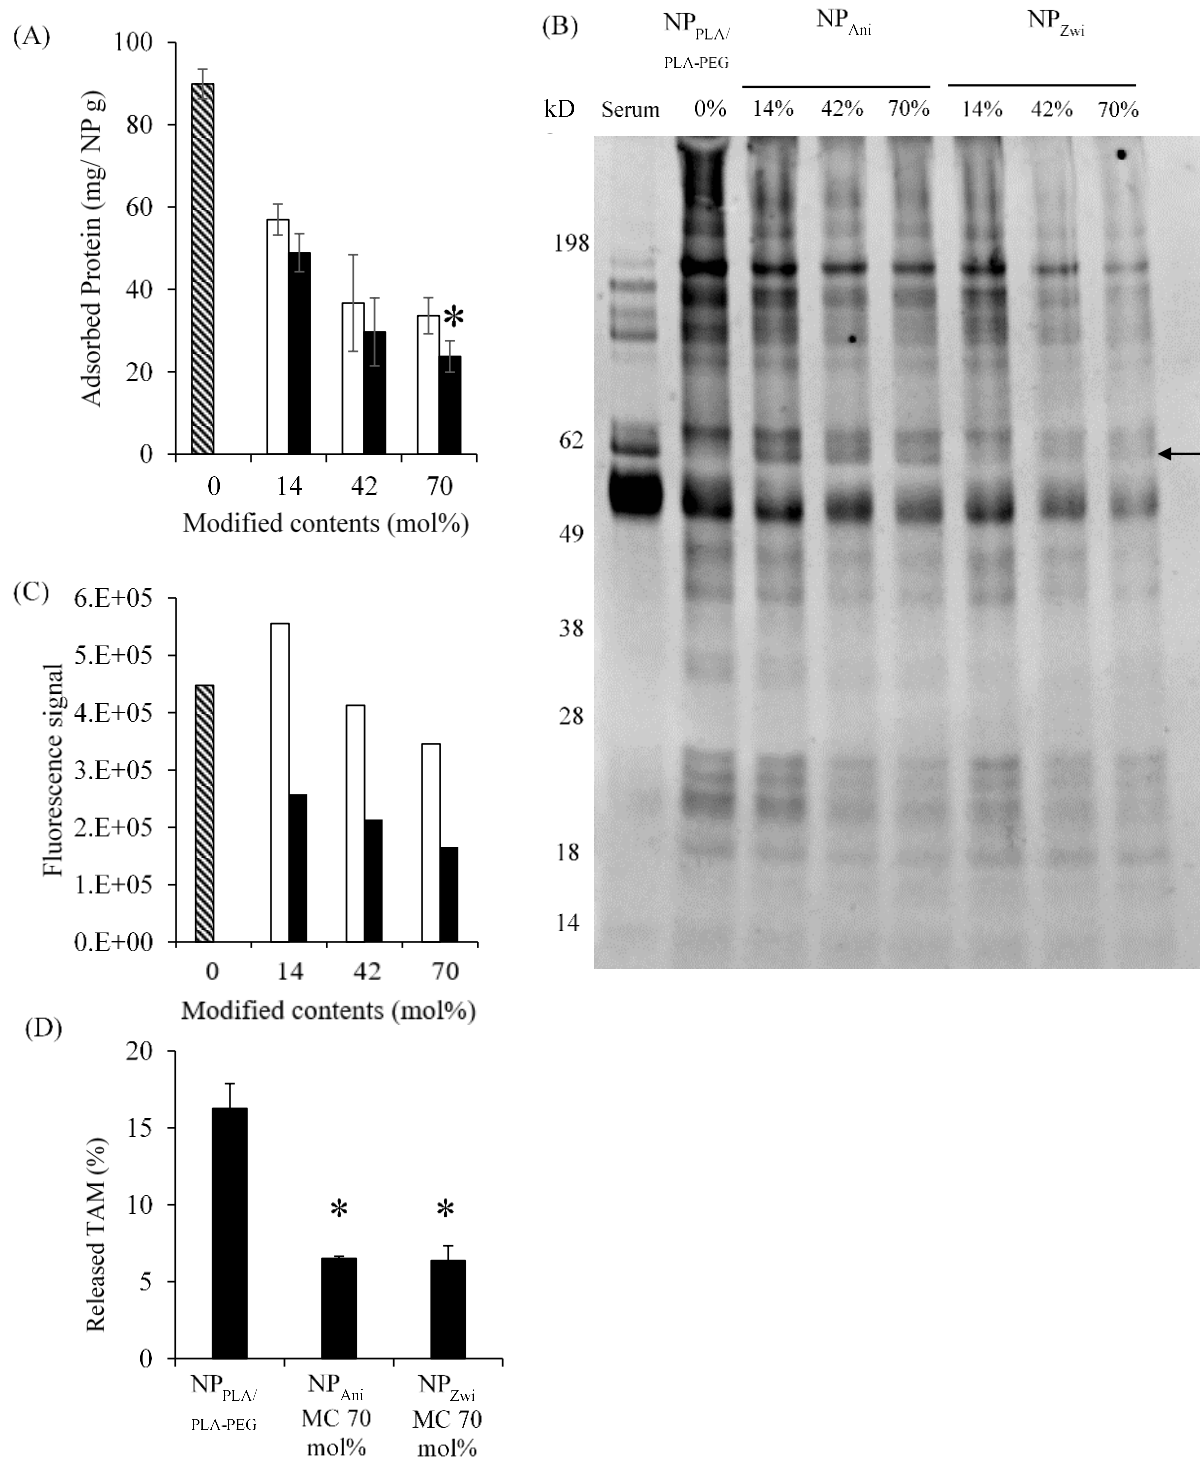 (A)
100
80
60
40
20
0
Adsorbed Protein (mg/ NP g)
*
0 14 42 70
Modified contents (mol%)
(B)
NP PLA/ PLA-PEG
NP Ani
NP Zwi
kD Serum 0% 14% 42% 70% 14% 42% 70%
198
62
49
38
28
18
14
(C)
6.E+05
5.E+05
4.E+05
3.E+05
2.E+05
1.E+05
0.E+00
Fluorescence signal
0 14 42 70
Modified contents (mol%)
(D)
20
15
10
5
0
Released TAM (%)
* *
NP PLA/
PLA-PEG
NP Ani
MC 70
mol%
NP Zwi
MC 70
mol%